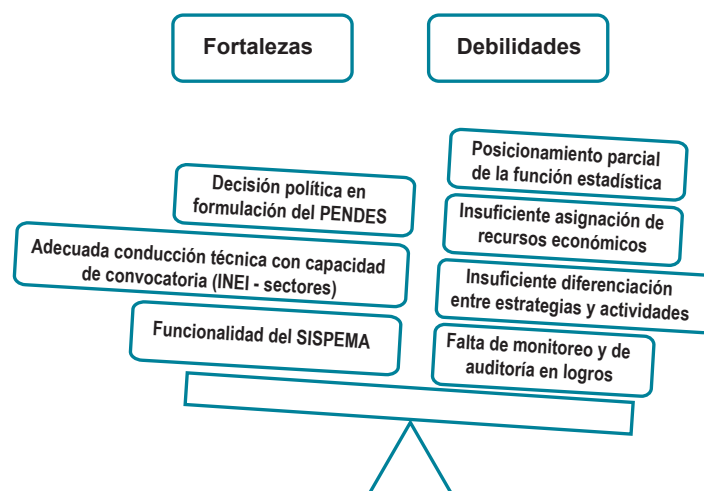 Fortalezas
Debilidades
Decisión política en
formulación del PENDES
Adecuada conducción técnica con capacidad
de convocatoria (INEI - sectores)
Funcionalidad del SISPEMA
Posicionamiento parcial
de la función estadística
Insuficiente asignación de
recursos económicos
Insuficiente diferenciación
entre estrategias y actividades
Falta de monitoreo y de
auditoría en logros